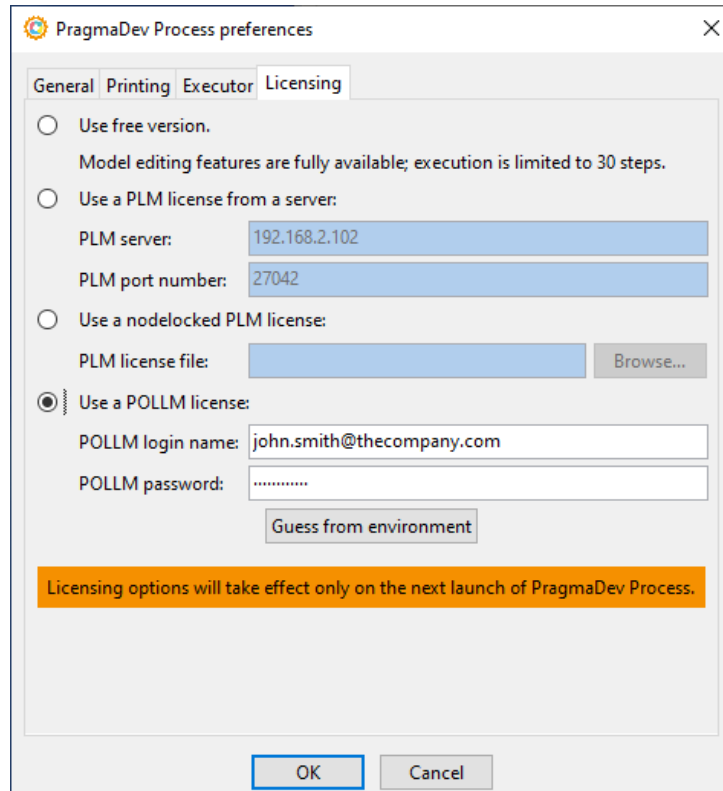 PragmaDev Process preferences
General Printing Executor Licensing
Use free version.
Model editing features are fully available; execution is limited to 30 steps.
Use a PLM license from a server:
PLM server: 192.168.2.102
PLM port number: 27042
Use a nodelocked PLM license:
PLM license file: Browse...
Use a POLLM license:
POLLM login name: john.smith@thecompany.com
POLLM password: ............
Guess from environment
Licensing options will take effect only on the next launch of PragmaDev Process.
OK Cancel